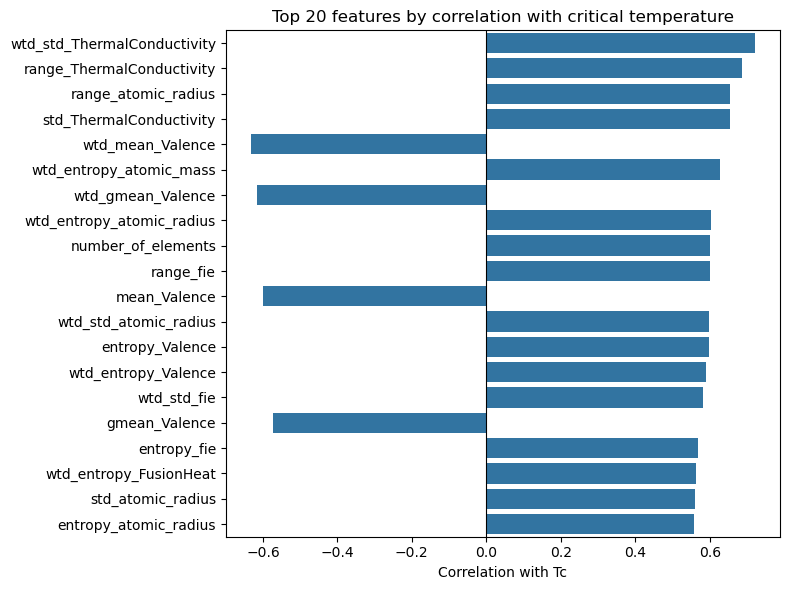 Top 20 features by correlation with critical temperature
wtd_std_ThermalConductivity
range_ThermalConductivity
range_atomic_radius
std_ThermalConductivity
wtd_mean_Valence
wtd_entropy_atomic_mass
wtd_gmean_Valence
wtd_entropy_atomic_radius
number_of_elements
range_fie
mean_Valence
wtd_std_atomic_radius
entropy_Valence
wtd_entropy_Valence
wtd_std_fie
gmean_Valence
entropy_fie
wtd_entropy_FusionHeat
std_atomic_radius
entropy_atomic_radius
−0.6 −0.4 −0.2 0.0 0.2 0.4 0.6
Correlation with Tc